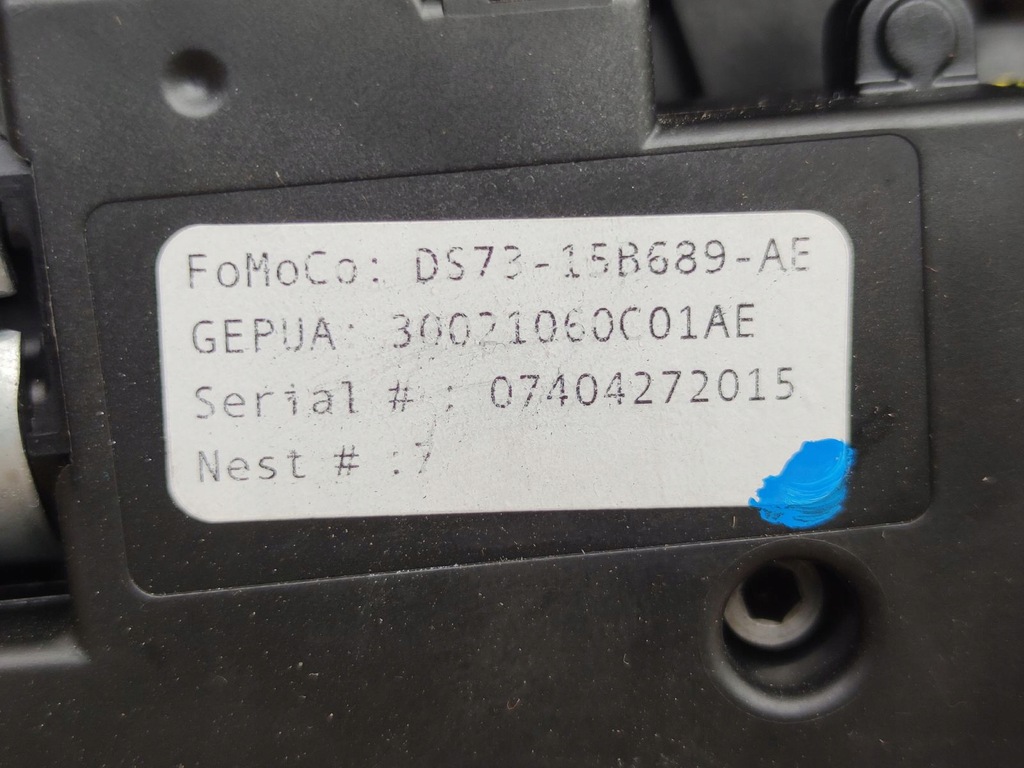 FoMoCo: DS73-15B689-AE
GEPUA: 30021060C01AE
Serial # : 07404272015
Nest # :7